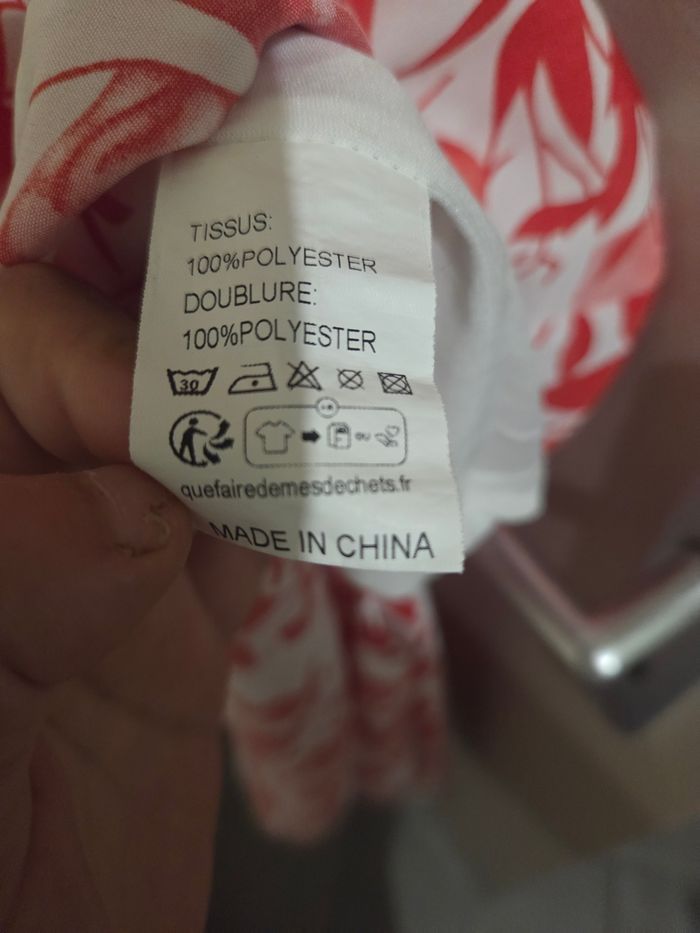 TISSUS:
100%POLYESTER
DOUBLURE:
100%POLYESTER
30
quefairedemesdechets.fr
MADE IN CHINA